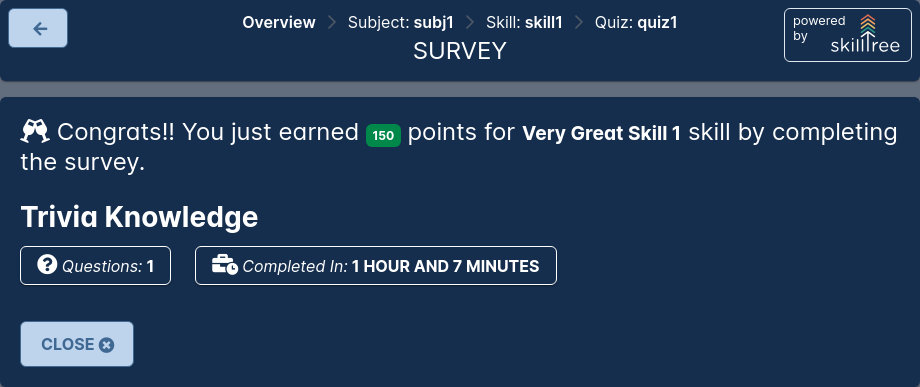 Overview Subject: subj1 Skill: skill1 Quiz: quiz1
SURVEY
powered
by
skilltree
Congrats!! You just earned 150 points for Very Great Skill 1 skill by completing
the survey.
Trivia Knowledge
Questions: 1 Completed In: 1 HOUR AND 7 MINUTES
CLOSE